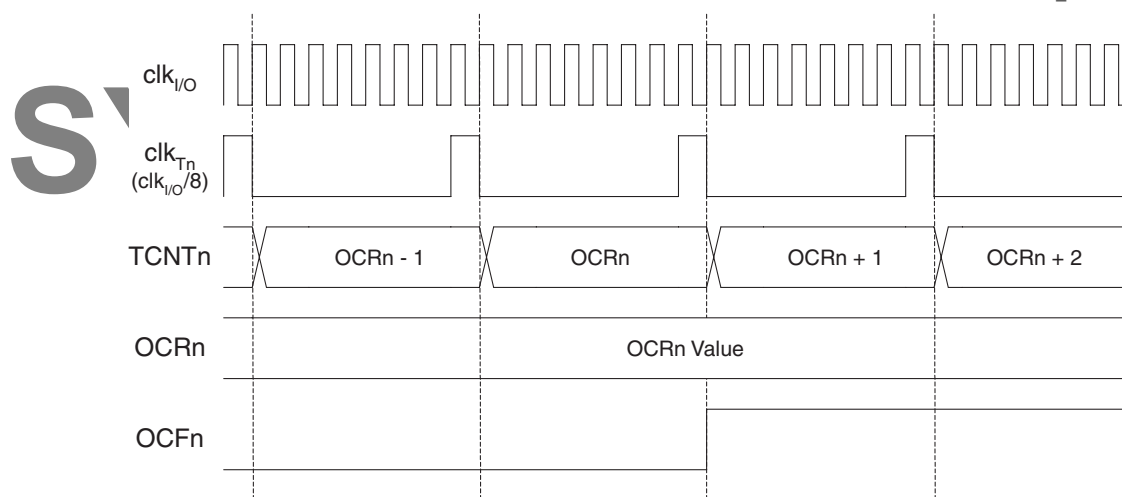 clkI/O
clkTn
(clkI/O/8)
TCNTn
OCRn - 1
OCRn
OCRn + 1
OCRn + 2
OCRn
OCRn Value
OCFn